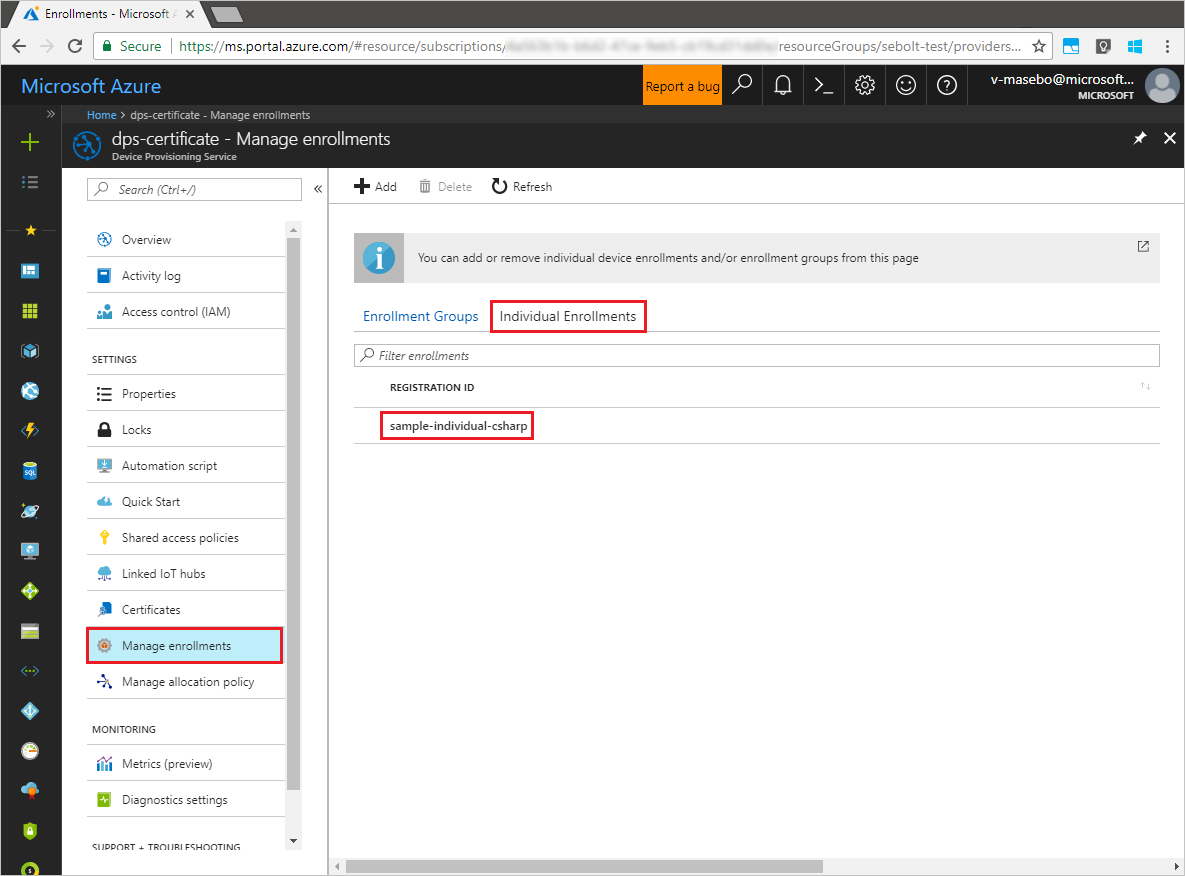 Enrollments - Microsoft
Secure
https://ms.portal.azure.com/#resource/subscriptions/
resourceGroups/sebolt-test/providers...
Microsoft Azure
Report a bug
v-masebo@microsoft...
MICROSOFT
Home > dps-certificate - Manage enrollments
dps-certificate - Manage enrollments
Device Provisioning Service
Search (Ctrl+/)
Overview
Activity log
Access control (IAM)
SETTINGS
Properties
Locks
Automation script
Quick Start
Shared access policies
Linked IoT hubs
Certificates
Manage enrollments
Manage allocation policy
MONITORING
Metrics (preview)
Diagnostics settings
SUPPORT + TROUBLESHOOTING
Add
Delete
Refresh
You can add or remove individual device enrollments and/or enrollment groups from this page
Enrollment Groups
Individual Enrollments
Filter enrollments
REGISTRATION ID
sample-individual-csharp